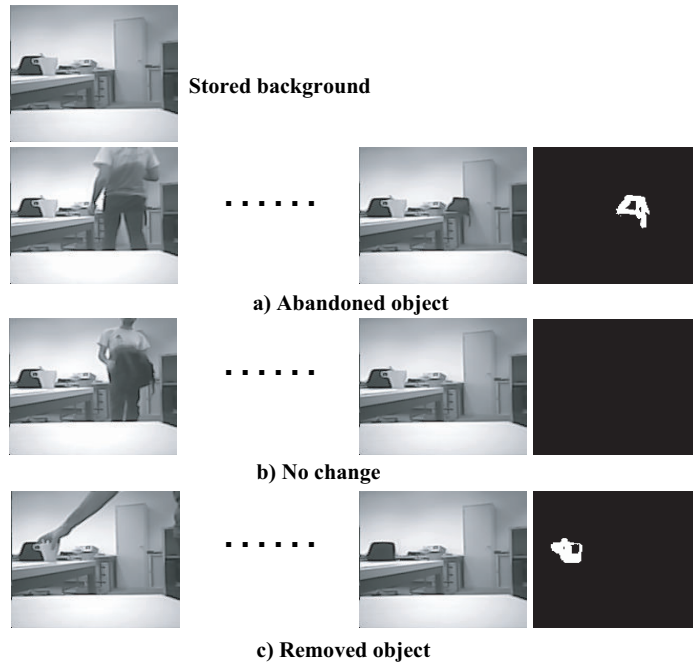 Stored background
......
a) Abandoned object
......
b) No change
......
c) Removed object